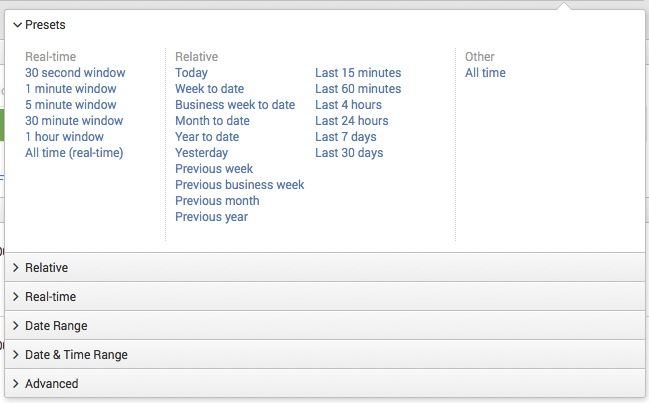 Presets
Real-time
30 second window
1 minute window
5 minute window
30 minute window
1 hour window
All time (real-time)
Relative
Today
Week to date
Business week to date
Month to date
Year to date
Yesterday
Previous week
Previous business week
Previous month
Previous year
Last 15 minutes
Last 60 minutes
Last 4 hours
Last 24 hours
Last 7 days
Last 30 days
Other
All time
Relative
Real-time
Date Range
Date & Time Range
Advanced